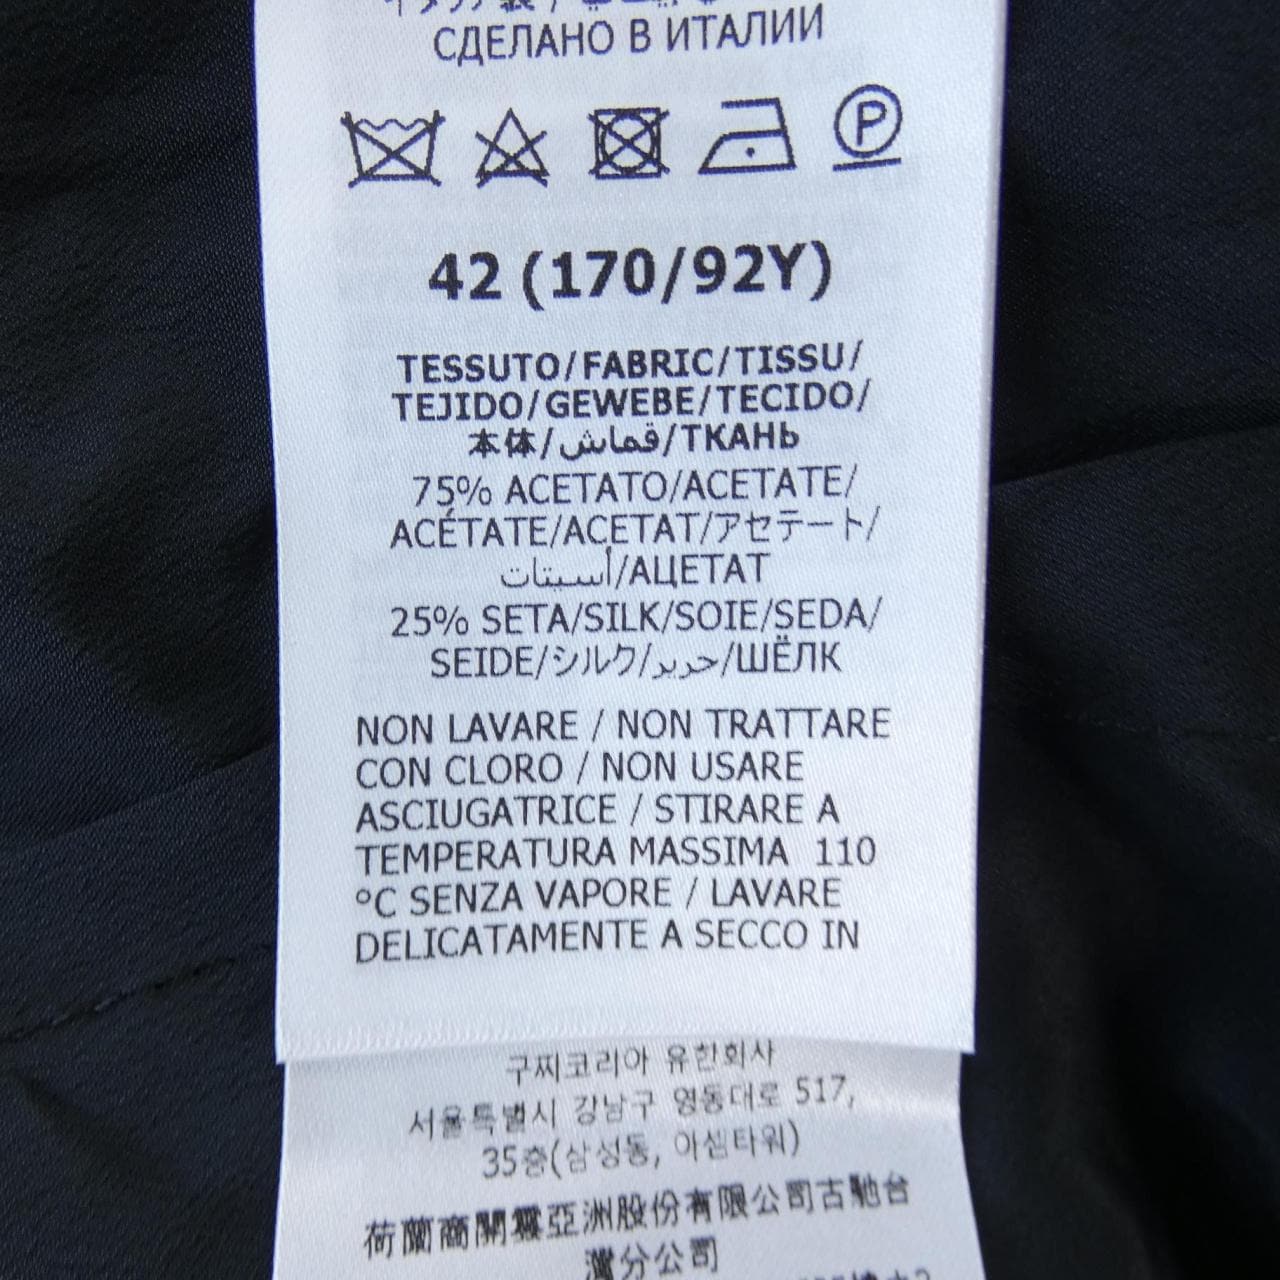 イタリア製 /
СДЕЛАНО В ИТАЛИИ
P
42 (170/92Y)
TESSUTO/FABRIC/TISSU/
TEJIDO/GEWEBE/TECIDO/
本体/قماش/ТКАНЬ
75% ACETATO/ACETATE/
ACÉTATE/ACETAT/アセテート/
أسيتات/АЦЕТАТ
25% SETA/SILK/SOIE/SEDA/
SEIDE/シルク/حرير/ШЁЛК
NON LAVARE / NON TRATTARE
CON CLORO / NON USARE
ASCIUGATRICE / STIRARE A
TEMPERATURA MASSIMA 110
°C SENZA VAPORE / LAVARE
DELICATAMENTE A SECCO IN
구찌코리아 유한회사
서울특별시 강남구 영동대로 517,
35층(삼성동, 아셈타워)
荷蘭商開雲亞洲股份有限公司古馳台
灣分公司